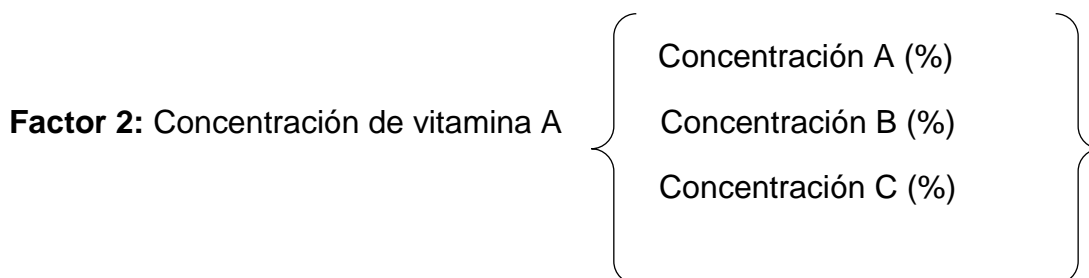 Concentración A (%)
Factor 2: Concentración de vitamina A
Concentración B (%)
Concentración C (%)